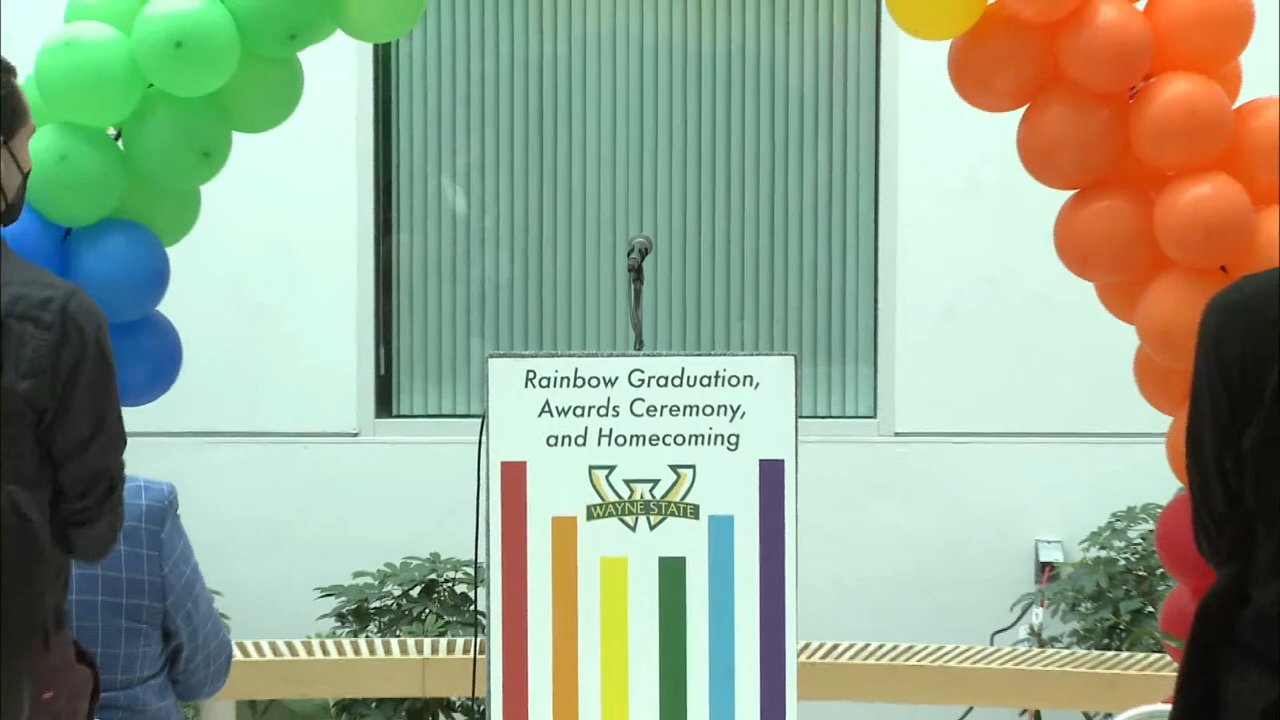 Rainbow Graduation,
Awards Ceremony,
and Homecoming
WAYNE STATE